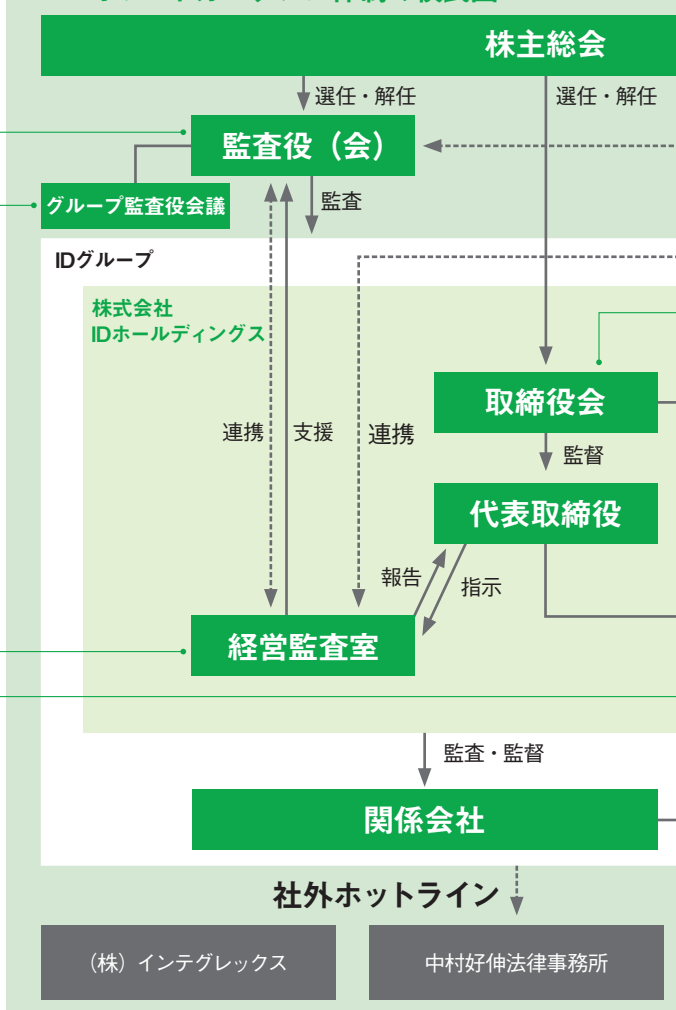 株主総会
選任・解任
選任・解任
監査役（会）
グループ監査役会議
監査
IDグループ
株式会社
IDホールディングス
取締役会
連携
支援
連携
監督
代表取締役
報告
指示
経営監査室
監査・監督
関係会社
社外ホットライン
（株）インテグレックス
中村好伸法律事務所